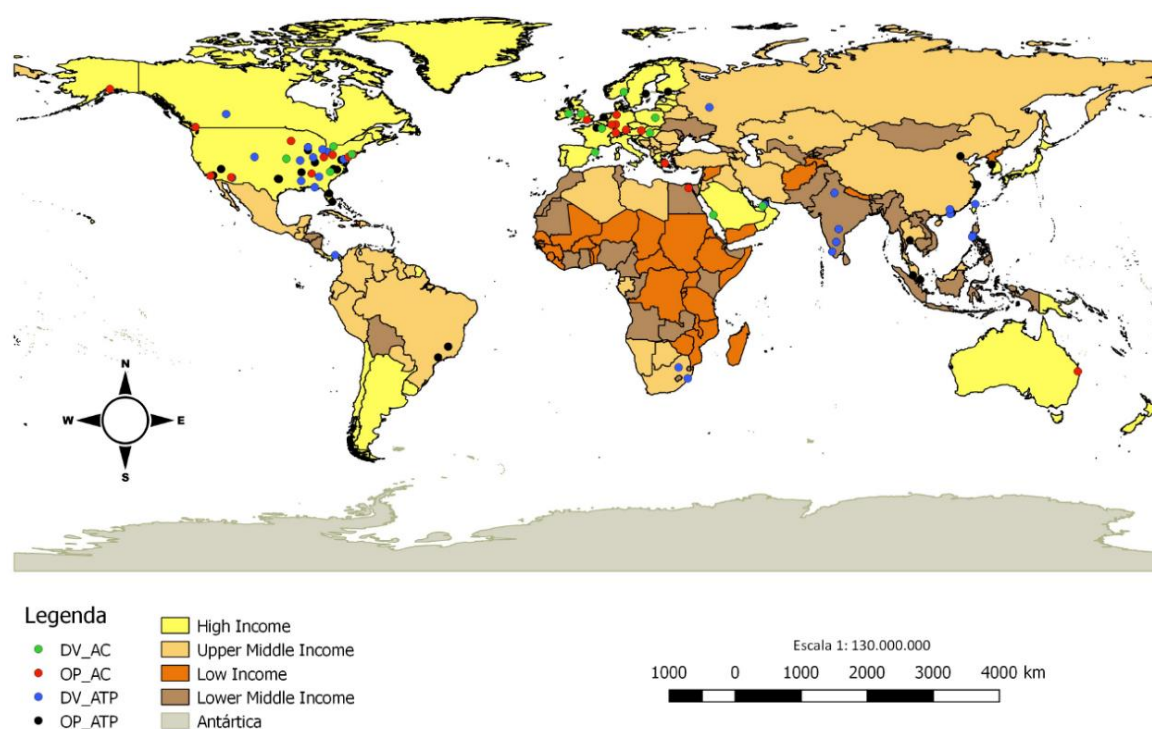 N
W E
S
Legenda
DV_AC
OP_AC
DV_ATP
OP_ATP
High Income
Upper Middle Income
Low Income
Lower Middle Income
Antártica
Escala 1: 130.000.000
1000 0 1000 2000 3000 4000 km